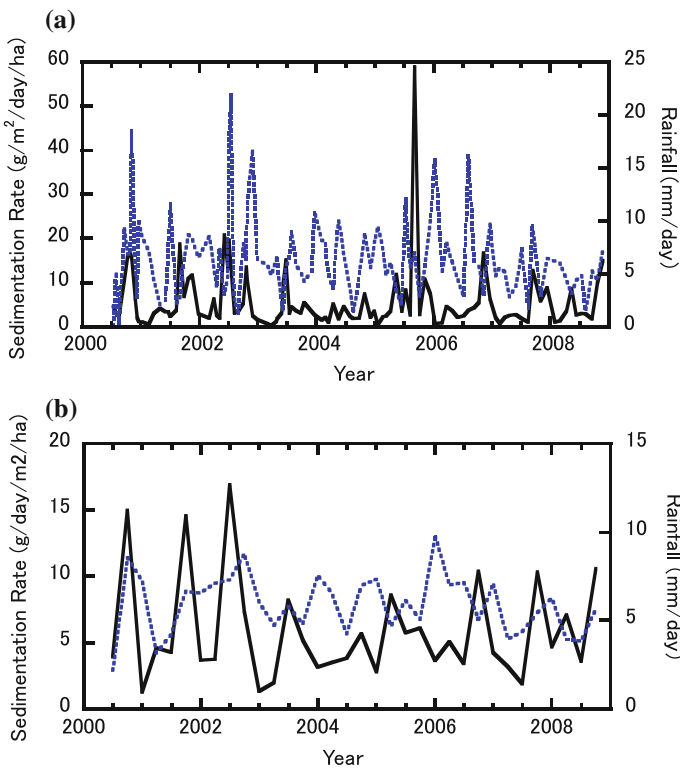 (a)
Sedimentation Rate (g/m²/day/ha)
60
50
40
30
20
10
0
25
20
15
10
5
0
Rainfall (mm/day)
2000 2002 2004 2006 2008
Year
(b)
Sedimentation Rate (g/day/m2/ha)
20
15
10
5
0
15
10
5
0
Rainfall (mm/day)
2000 2002 2004 2006 2008
Year